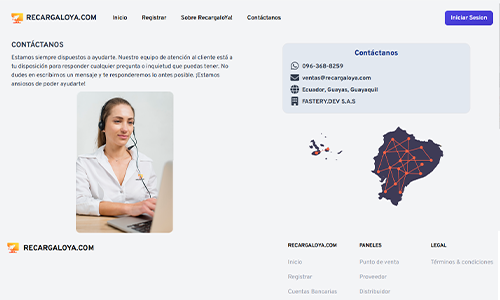 RECARGALOYA.COM
Inicio
Registrar
Sobre RecargaloYa!
Contáctanos
Iniciar Sesion
CONTÁCTANOS
Estamos siempre dispuestos a ayudarte. Nuestro equipo de atención al cliente está a
tu disposición para responder cualquier pregunta o inquietud que puedas tener. No
dudes en escribirnos un mensaje y te responderemos lo antes posible. ¡Estamos
ansiosos de poder ayudarte!
Contáctanos
096-368-8259
ventas@recargaloya.com
Ecuador, Guayas, Guayaquil
FASTERY.DEV S.A.S
RECARGALOYA.COM
RECARGALOYA.COM
Inicio
Registrar
Cuentas Bancarias
PANELES
Punto de venta
Proveedor
Distribuidor
LEGAL
Términos & condiciones